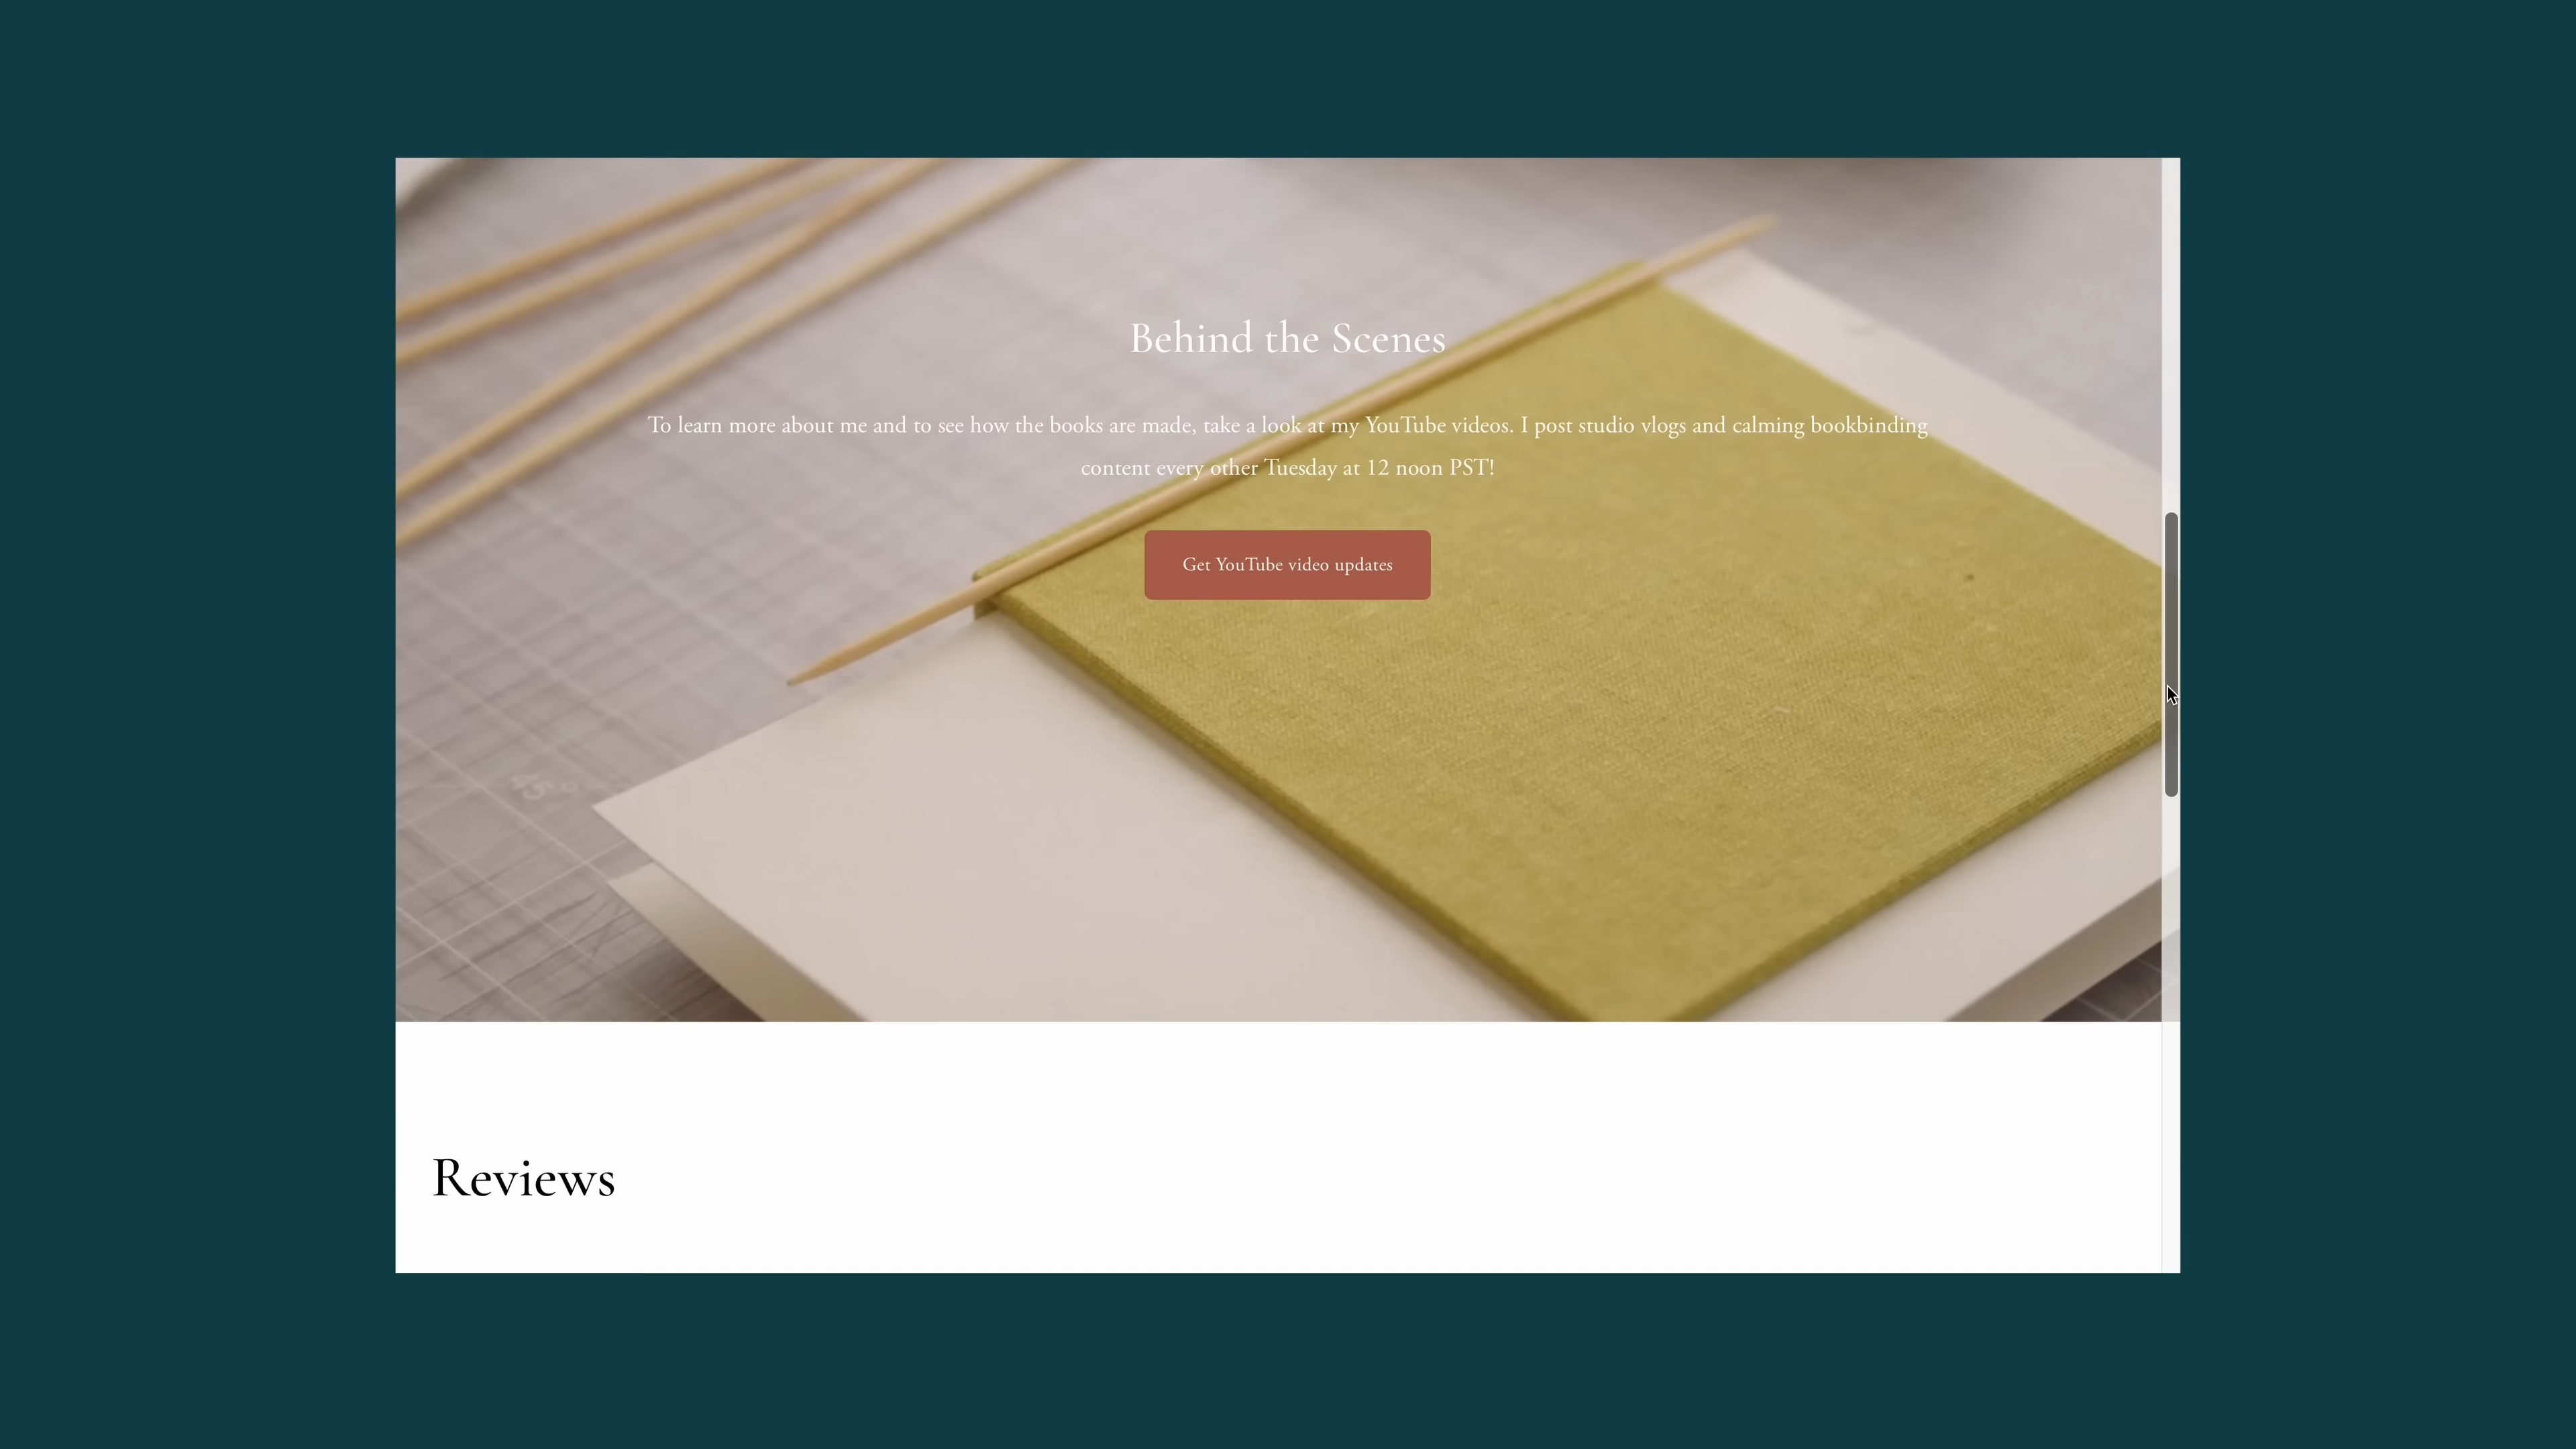 Behind the Scenes
To learn more about me and to see how the books are made, take a look at my YouTube videos. I post studio vlogs and calming bookbinding
content every other Tuesday at 12 noon PST!
Get YouTube video updates
45°
Reviews